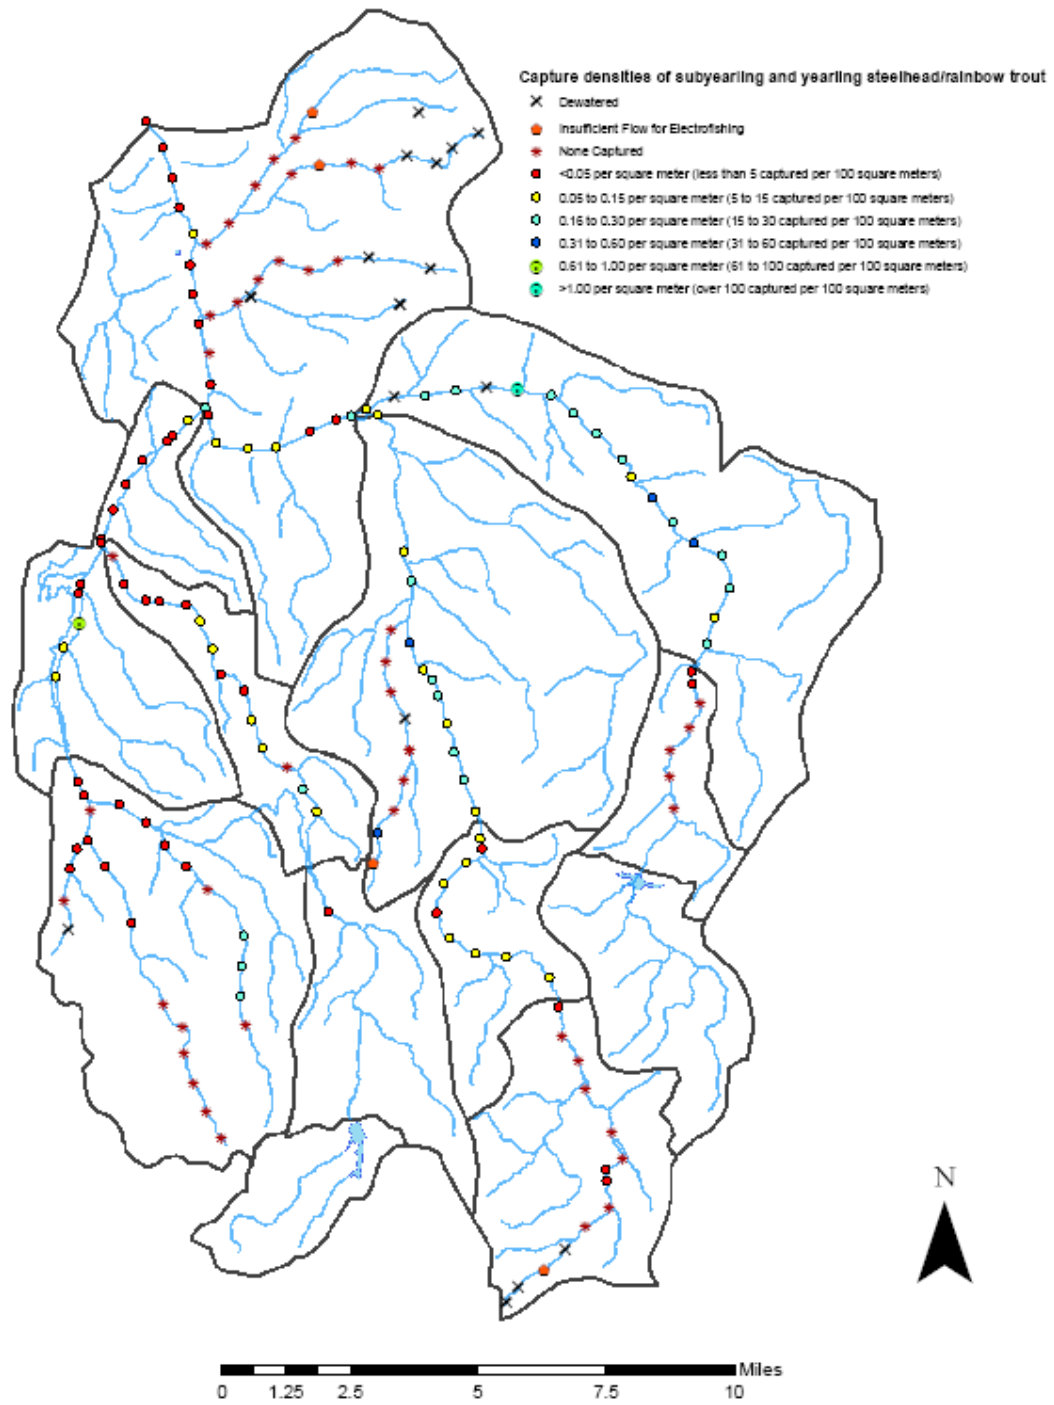 Capture densities of subyearling and yearling steelhead/rainbow trout
Dewatered
Insufficient Flow for Electrofishing
None Captured
<0.05 per square meter (less than 5 captured per 100 square meters)
0.05 to 0.15 per square meter (5 to 15 captured per 100 square meters)
0.16 to 0.30 per square meter (15 to 30 captured per 100 square meters)
0.31 to 0.60 per square meter (31 to 60 captured per 100 square meters)
0.61 to 1.00 per square meter (61 to 100 captured per 100 square meters)
>1.00 per square meter (over 100 captured per 100 square meters)
N
Miles
0 1.25 2.5 5 7.5 10